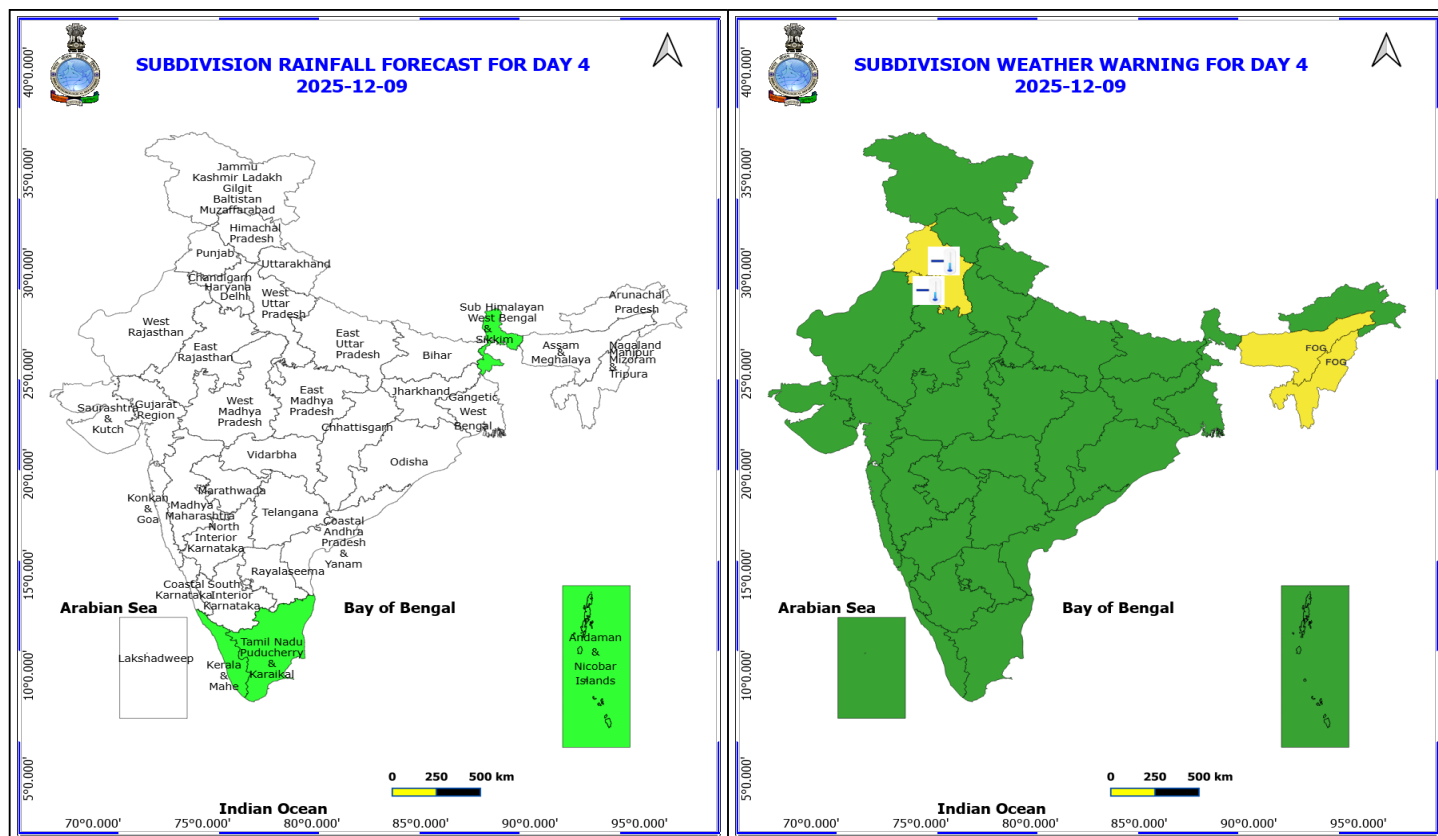 SUBDIVISION RAINFALL FORECAST FOR DAY 4
2025-12-09
40°0.000'
35°0.000'
30°0.000'
25°0.000'
20°0.000'
15°0.000'
10°0.000'
5°0.000'
Jammu
Kashmir Ladakh
Gilgit
Baltistan
Muzaffarabad
Himachal
Pradesh
Punjab
Uttarakhand
Chandigarh
Haryana
Delhi
West
Uttar
Pradesh
Arunachal
Pradesh
Sub Himalayan
West Bengal
&
Sikkim
West
Rajasthan
East
Rajasthan
East
Uttar
Pradesh
Bihar
Assam
&
Meghalaya
Nagaland
Manipur
Mizoram
&
Tripura
Saurashtra
&
Kutch
Gujarat
Region
West
Madhya
Pradesh
East
Madhya
Pradesh
Jharkhand
Gangetic
West
Bengal
Chhattisgarh
Vidarbha
Odisha
Konkan
&
Goa
Madhya
Maharashtra
Marathwada
Telangana
North
Interior
Karnataka
Coastal
Andhra
Pradesh
&
Yanam
Rayalaseema
Coastal
Karnataka
South
Interior
Karnataka
Arabian Sea
Bay of Bengal
Lakshadweep
Kerala
&
Mahe
Tamil Nadu
Puducherry
&
Karaikal
Andaman
&
Nicobar
Islands
0 250 500 km
Indian Ocean
70°0.000' 75°0.000' 80°0.000' 85°0.000' 90°0.000' 95°0.000'
SUBDIVISION WEATHER WARNING FOR DAY 4
2025-12-09
40°0.000'
35°0.000'
30°0.000'
25°0.000'
20°0.000'
15°0.000'
10°0.000'
5°0.000'
FOG
FOG
Arabian Sea
Bay of Bengal
0 250 500 km
Indian Ocean
70°0.000' 75°0.000' 80°0.000' 85°0.000' 90°0.000' 95°0.000'